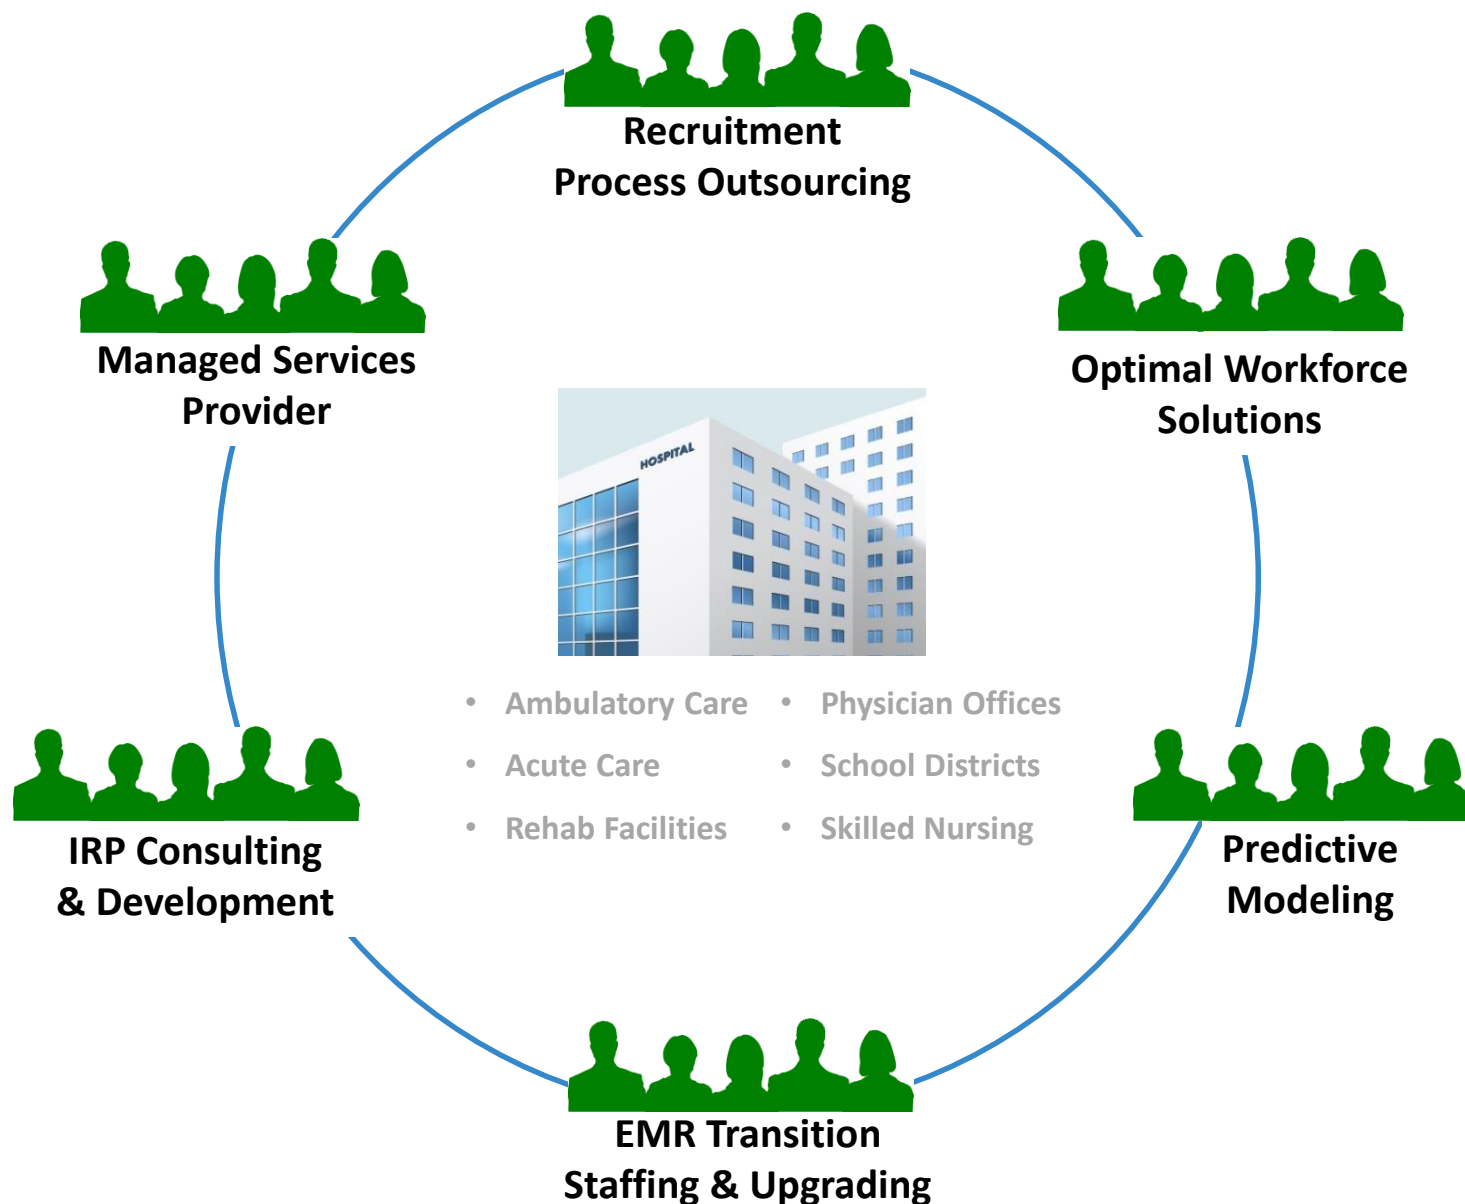 Recruitment
Process Outsourcing
Managed Services
Provider
Optimal Workforce
Solutions
HOSPITAL
• Ambulatory Care
• Acute Care
• Rehab Facilities
• Physician Offices
• School Districts
• Skilled Nursing
IRP Consulting
& Development
Predictive
Modeling
EMR Transition
Staffing & Upgrading